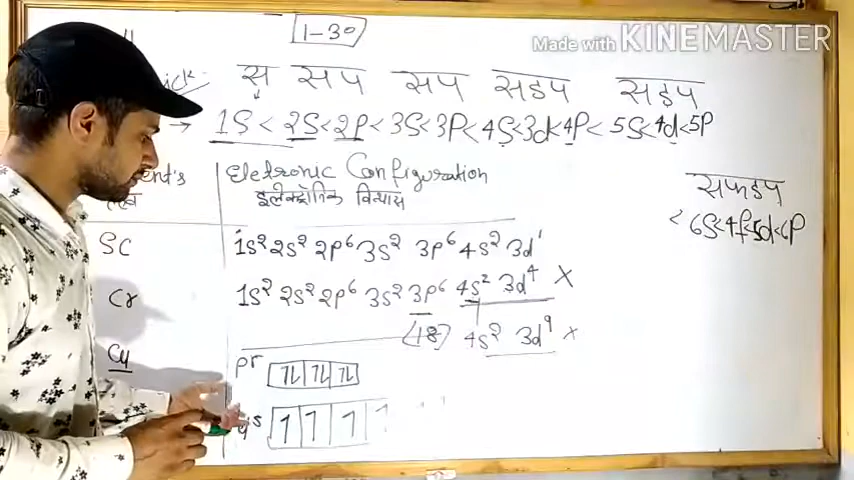 1-30
Made with KINEMASTER
स सप सप सडप सडप
→ 1S < 2S < 2P < 3S < 3P < 4S < 3d < 4P < 5S < 4d < 5P
सफडप
< 6S < 4f < 5d < 6P
Eletronic Configuration
इलेक्ट्रोनिक विन्यास
SC 1s² 2s² 2p⁶ 3s² 3p⁶ 4s² 3d¹
Cr 1s² 2s² 2p⁶ 3s² 3p⁶ 4s² 3d⁴ X
(18) 4s² 3d⁹ x
Cu